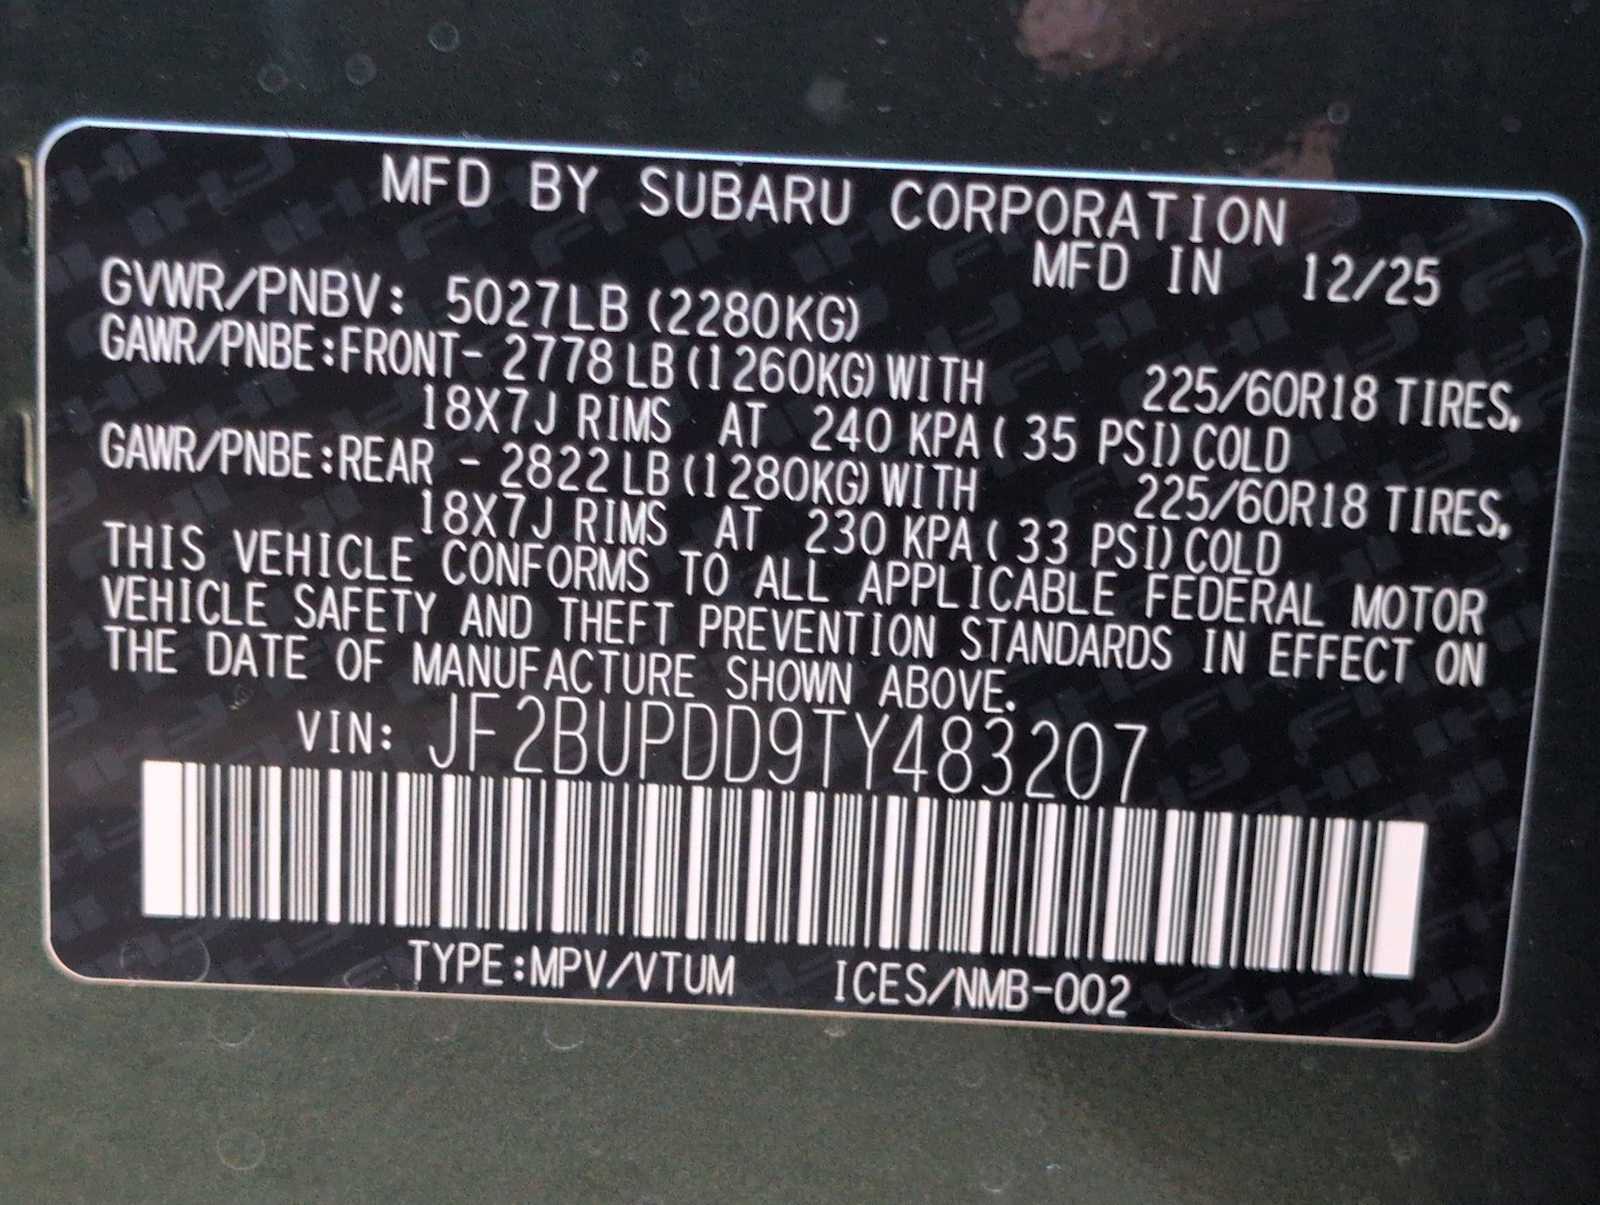 MFD BY SUBARU CORPORATION
MFD IN 12/25
GVWR/PNBV: 5027LB (2280KG)
GAWR/PNBE:FRONT- 2778 LB(1260KG)WITH 225/60R18 TIRES,
18X7J RIMS AT 240 KPA( 35 PSI)COLD
GAWR/PNBE:REAR - 2822 LB(1280KG)WITH 225/60R18 TIRES,
18X7J RIMS AT 230 KPA( 33 PSI)COLD
THIS VEHICLE CONFORMS TO ALL APPLICABLE FEDERAL MOTOR
VEHICLE SAFETY AND THEFT PREVENTION STANDARDS IN EFFECT ON
THE DATE OF MANUFACTURE SHOWN ABOVE.
VIN: JF2BUPDD9TY483207
TYPE:MPV/VTUM ICES/NMB-002